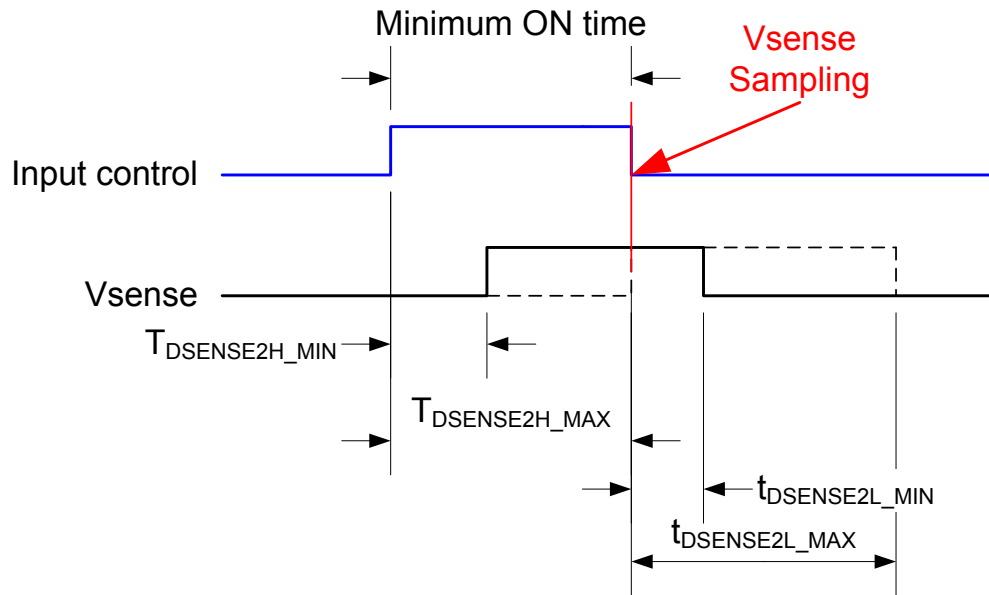 Minimum ON time
Vsense
Sampling
Input control
Vsense
TDSENSE2H_MIN
TDSENSE2H_MAX
tDSENSE2L_MIN
tDSENSE2L_MAX